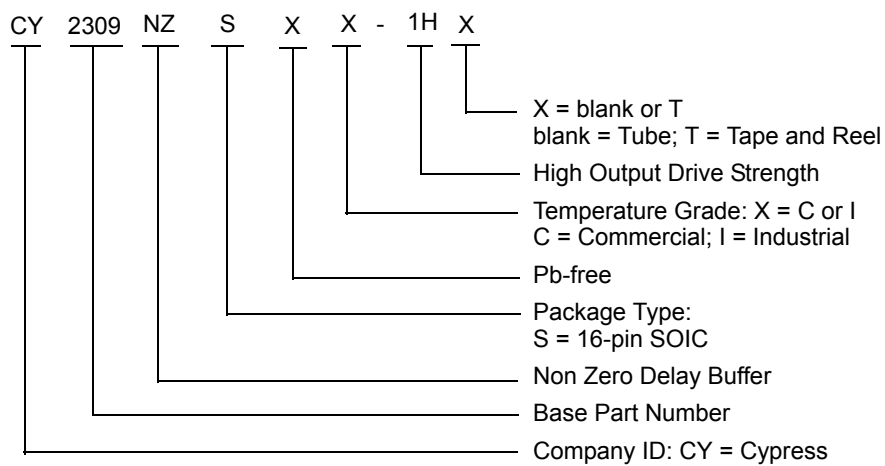 CY 2309 NZ S X X - 1H X
X = blank or T
blank = Tube; T = Tape and Reel
High Output Drive Strength
Temperature Grade: X = C or I
C = Commercial; I = Industrial
Pb-free
Package Type:
S = 16-pin SOIC
Non Zero Delay Buffer
Base Part Number
Company ID: CY = Cypress